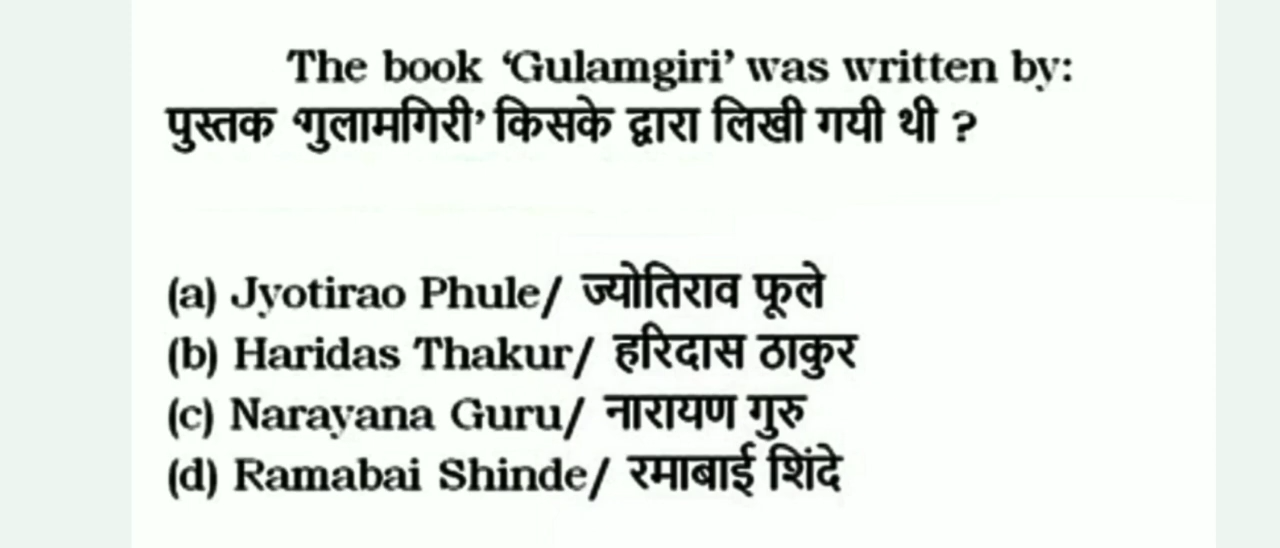 The book ‘Gulamgiri’ was written by:
पुस्तक ‘गुलामगिरी’ किसके द्वारा लिखी गयी थी ?
(a) Jyotirao Phule/ ज्योतिराव फूले
(b) Haridas Thakur/ हरिदास ठाकुर
(c) Narayana Guru/ नारायण गुरु
(d) Ramabai Shinde/ रमाबाई शिंदे